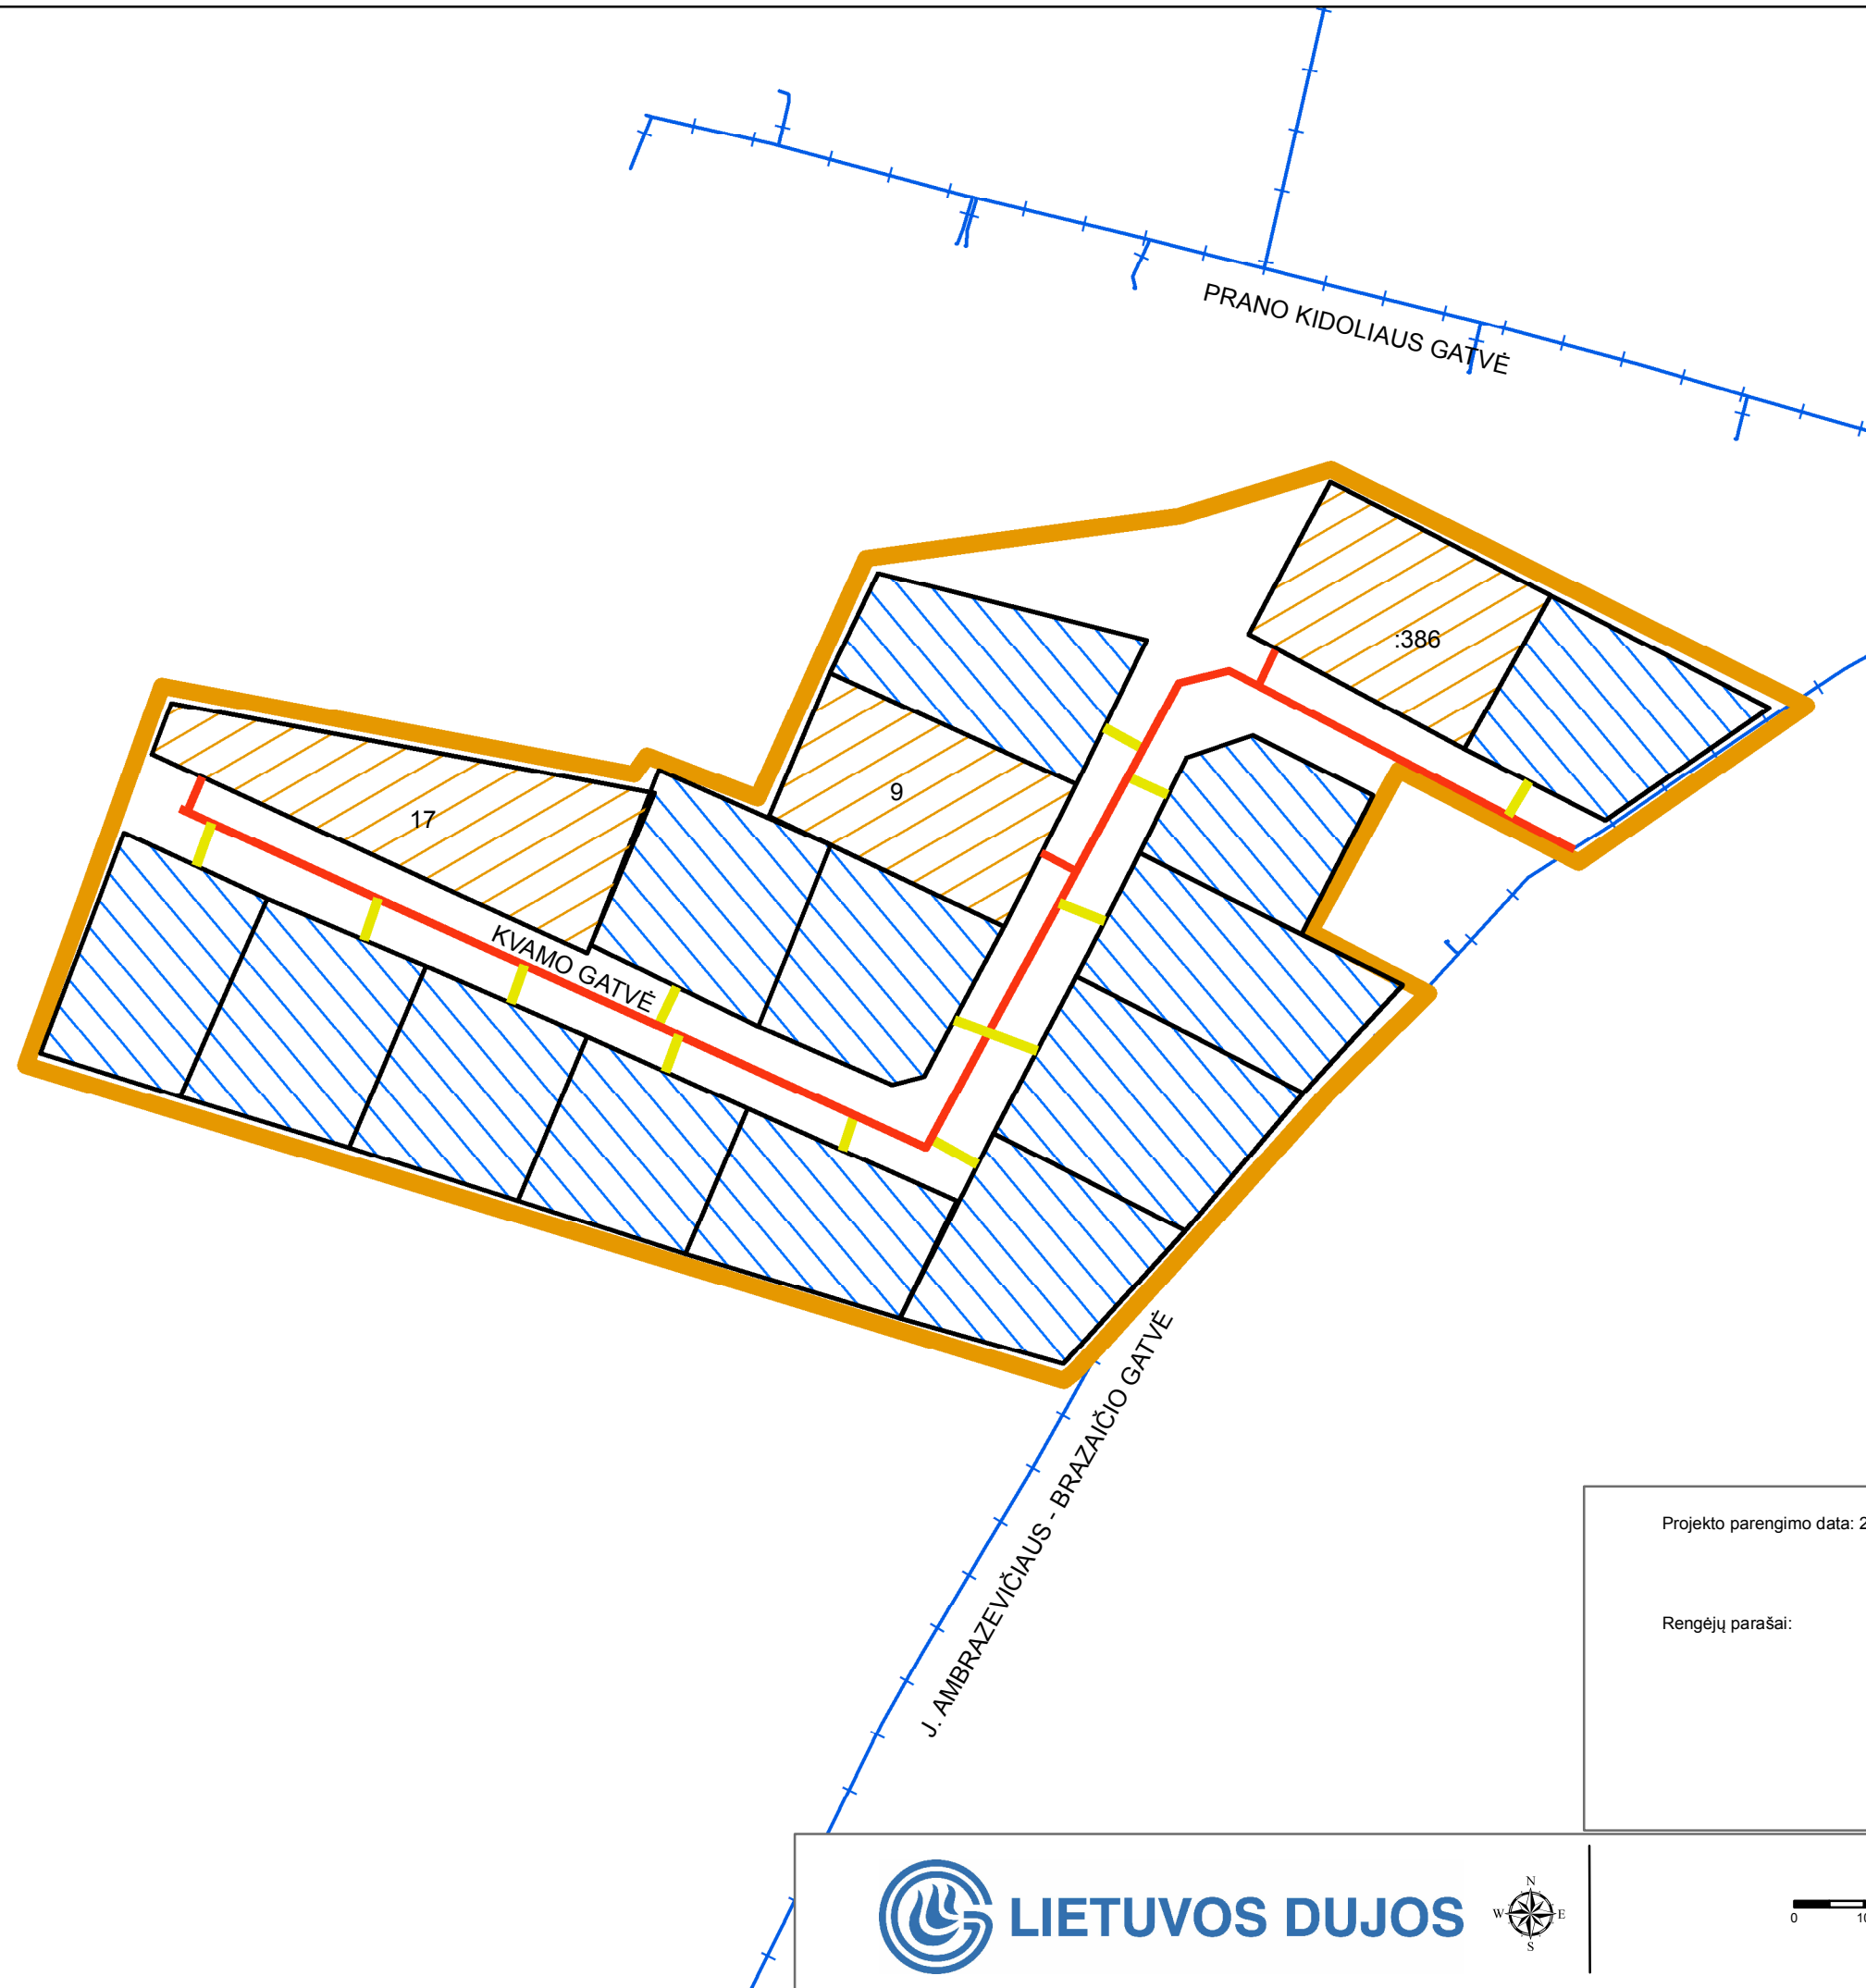 PRANO KIDOLIAUS GATVĖ
:386
9
17
KVAMO GATVĖ
J. AMBRAZEVIČIAUS - BRAZAIČIO GATVĖ
Projekto parengimo data: 2
Rengėjų parašai:
LIETUVOS DUJOS
N
W E
S
0 10